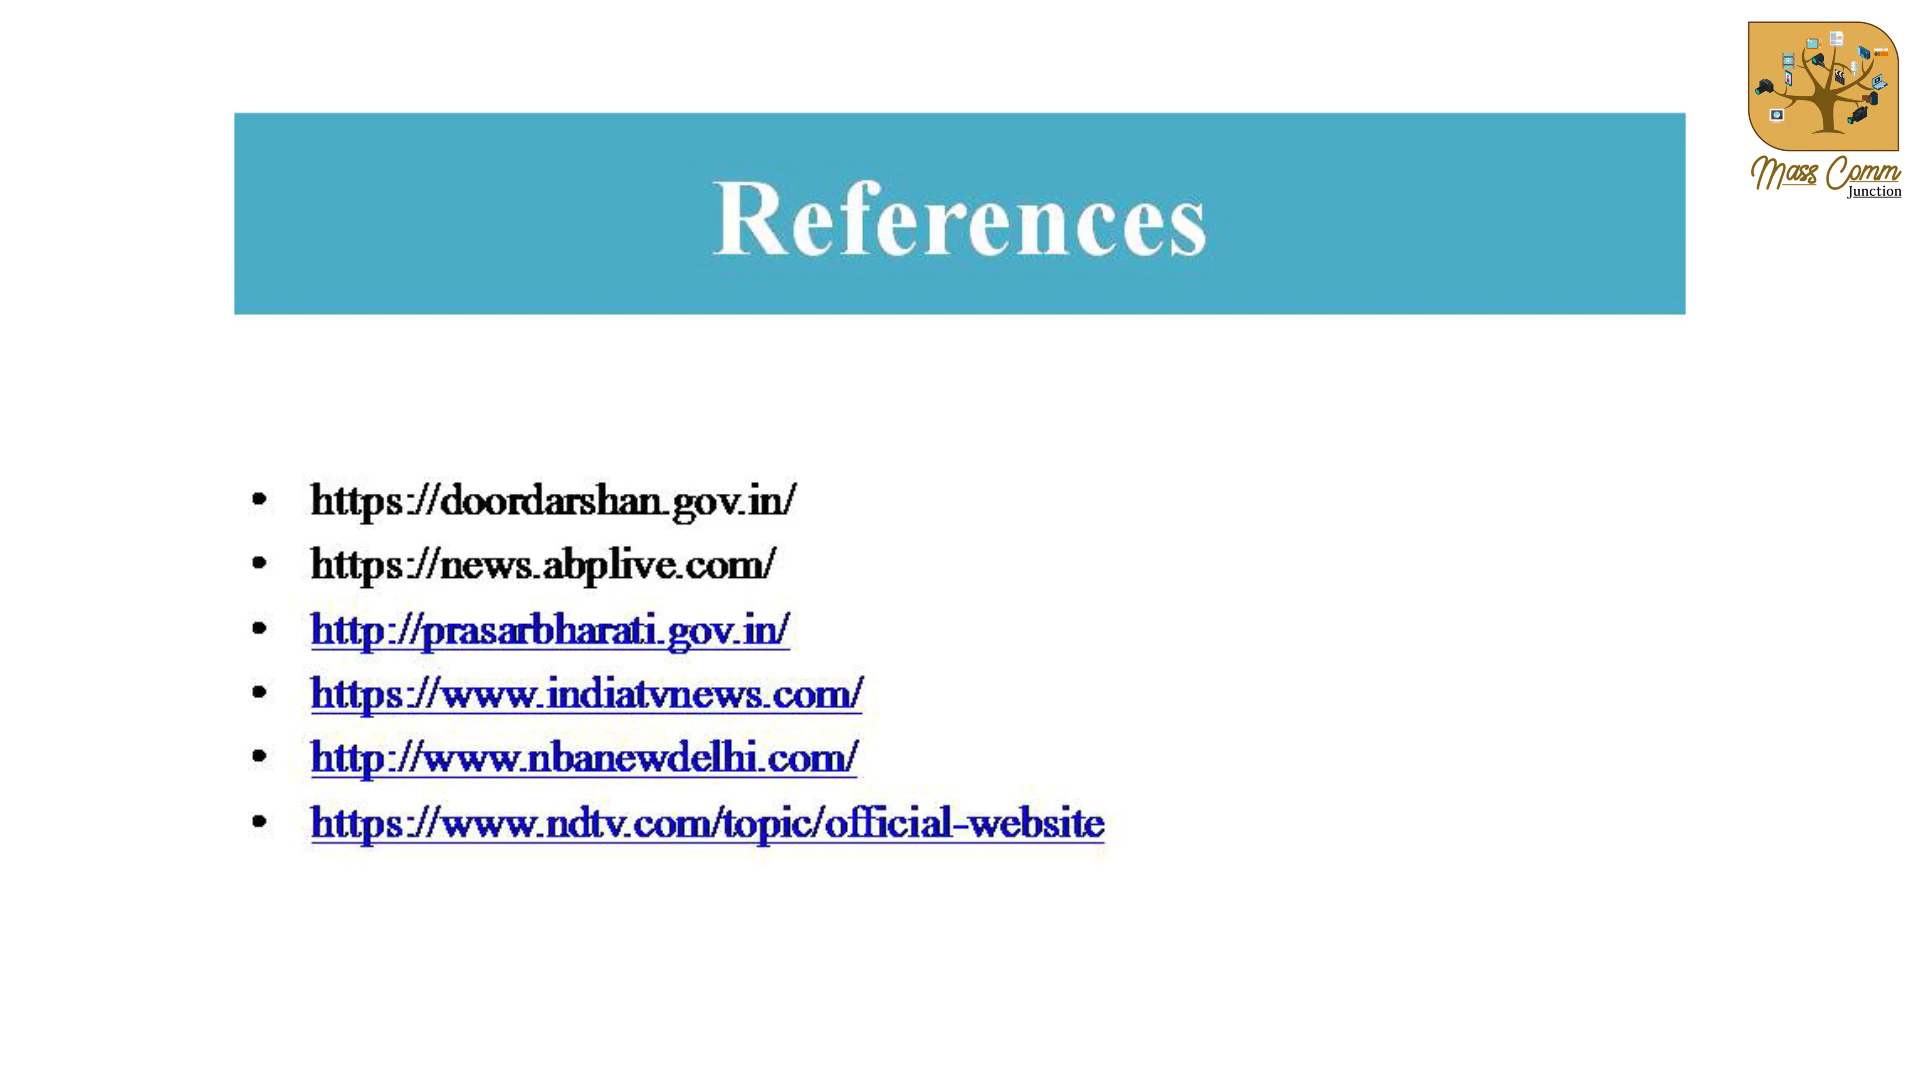 Mass Comm
Junction
References
• https://doordarshan.gov.in/
• https://news.abplive.com/
• http://prasarbharati.gov.in/
• https://www.indiatvnews.com/
• http://www.nbanewdelhi.com/
• https://www.ndtv.com/topic/official-website